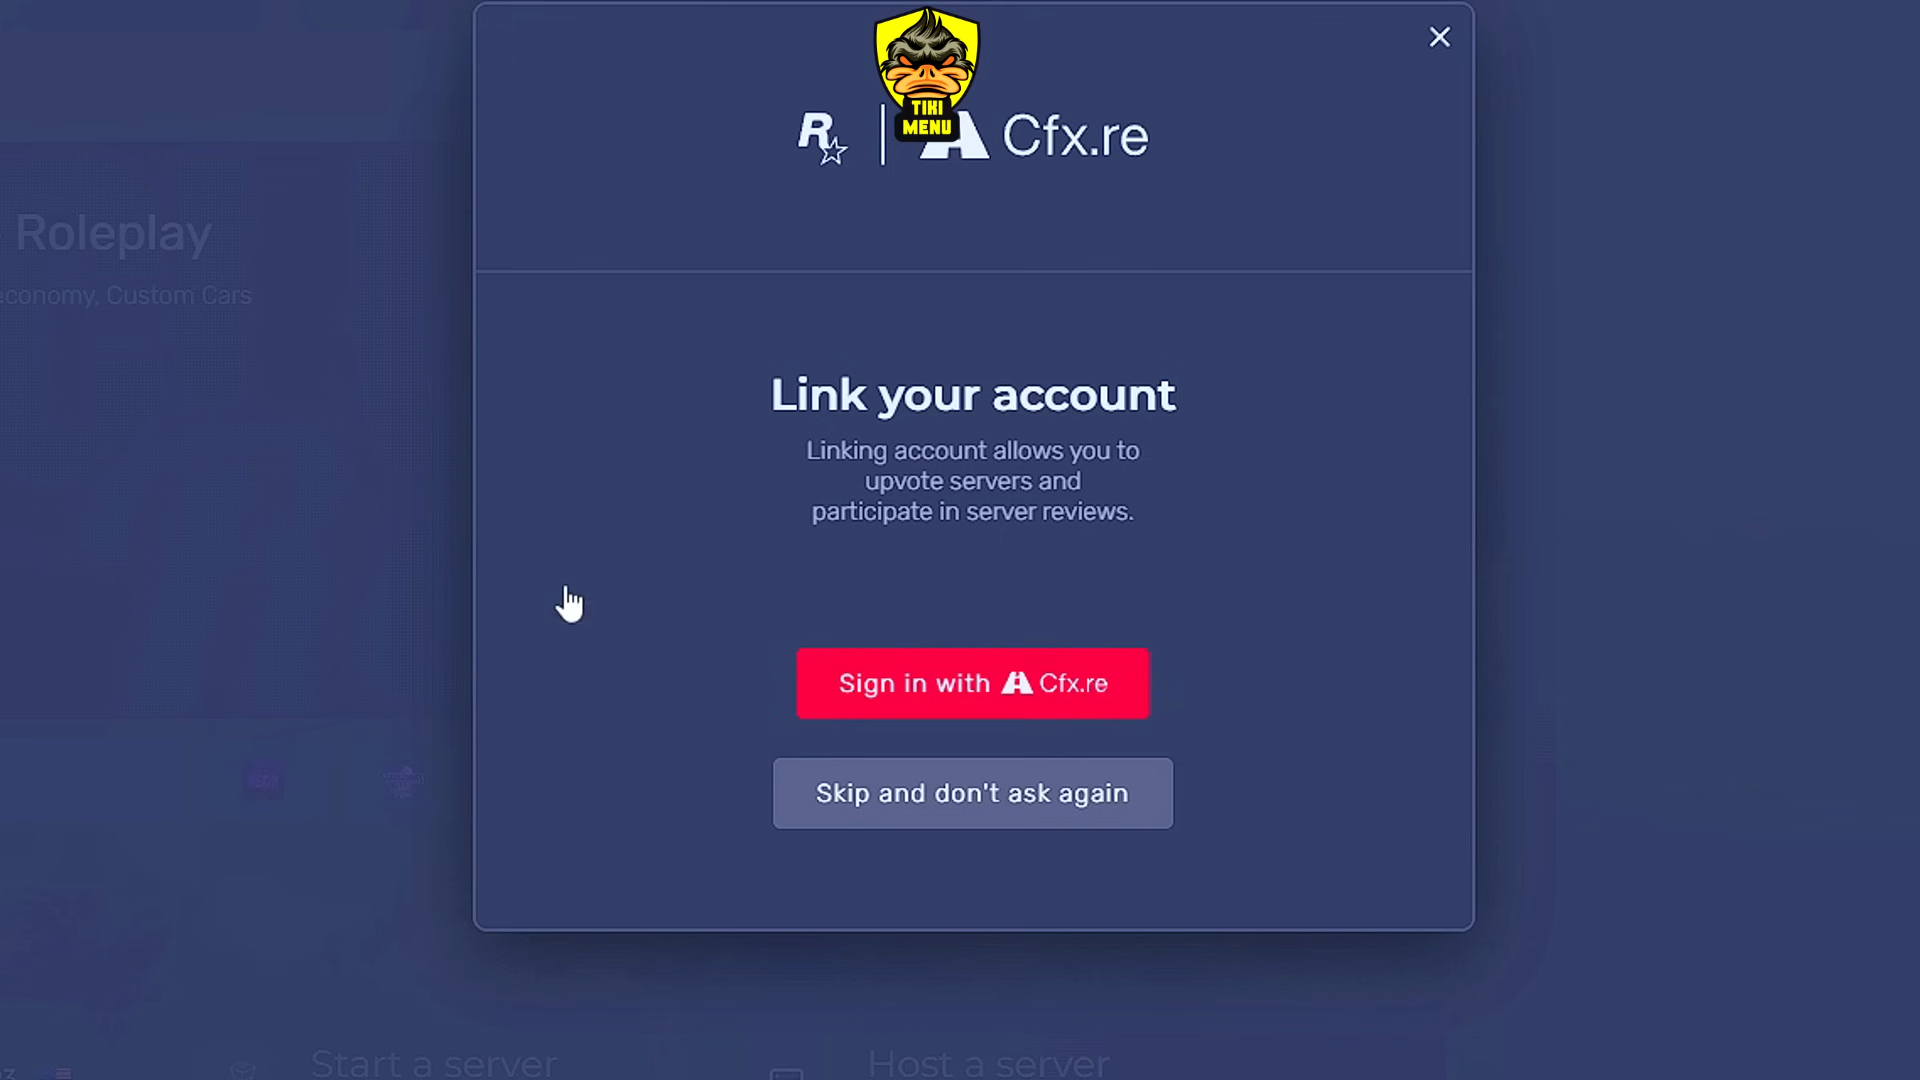 TIKI
MENU
R
Cfx.re
Roleplay
economy, Custom Cars
Link your account
Linking account allows you to
upvote servers and
participate in server reviews.
Sign in with Cfx.re
Skip and don't ask again
Start a server
Host a server